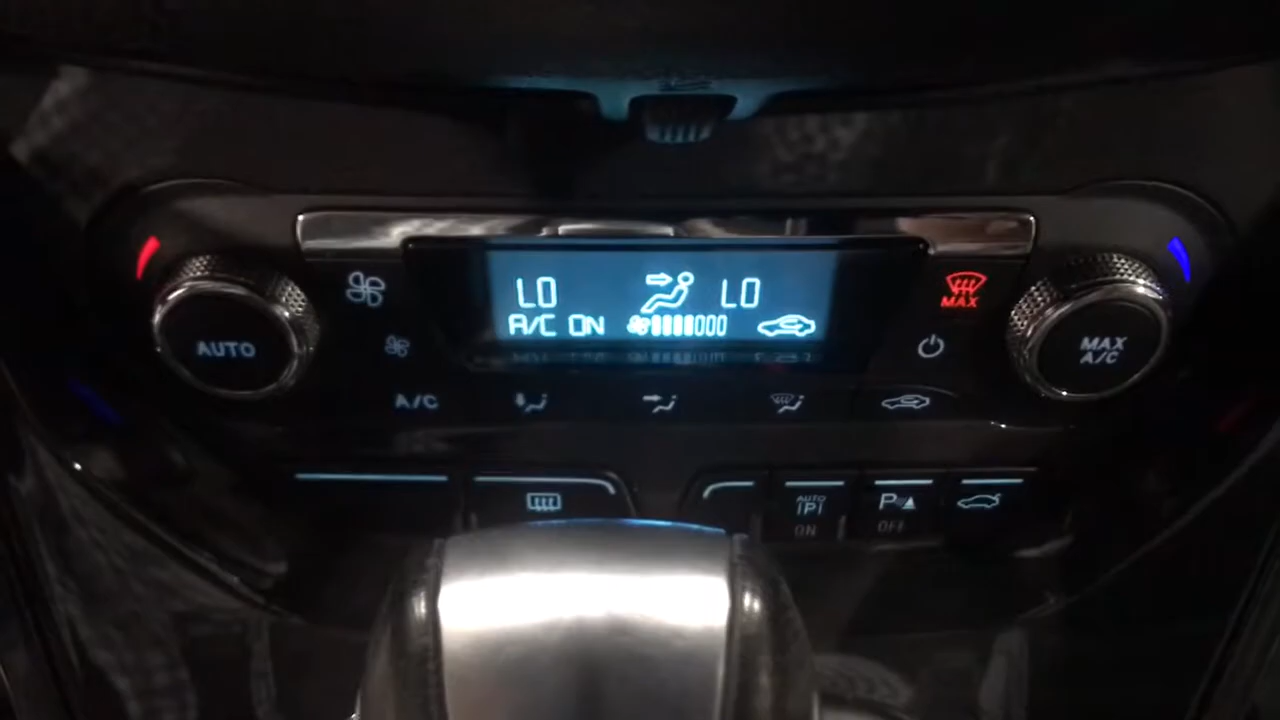 LO LO
A/C ON
MAX
AUTO
MAX
A/C
A/C
AUTO
(P)
ON
P
OFF